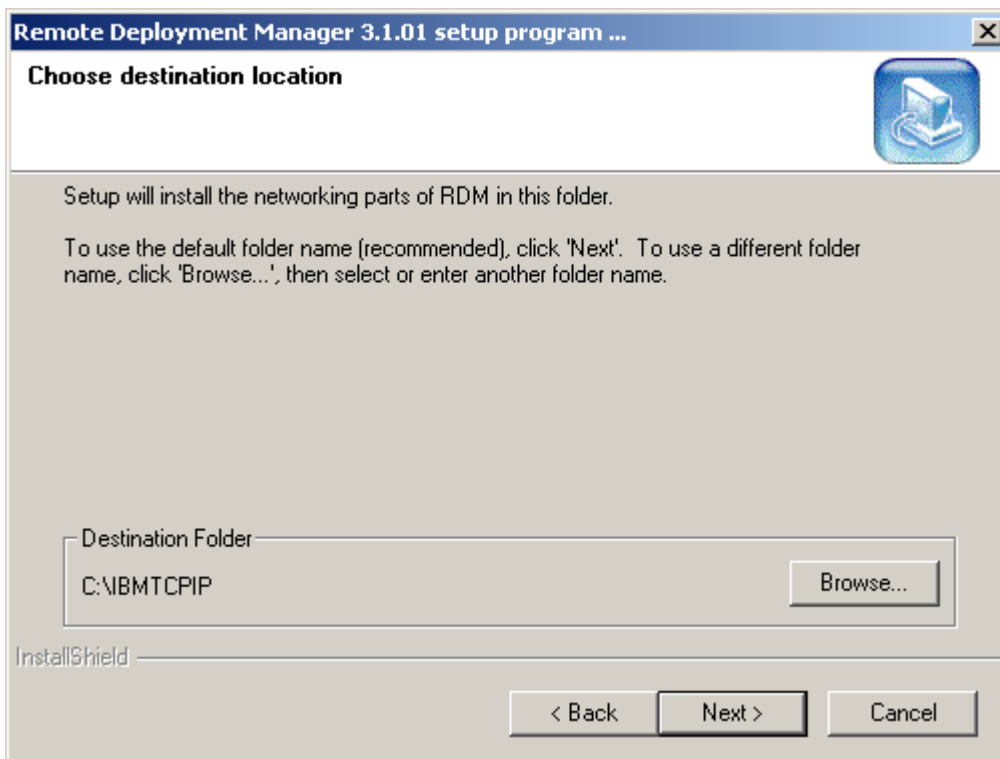 Remote Deployment Manager 3.1.01 setup program ...
Choose destination location
Setup will install the networking parts of RDM in this folder.
To use the default folder name (recommended), click 'Next'. To use a different folder
name, click 'Browse...', then select or enter another folder name.
Destination Folder
C:\IBMTCPIP
Browse...
InstallShield
< Back
Next >
Cancel